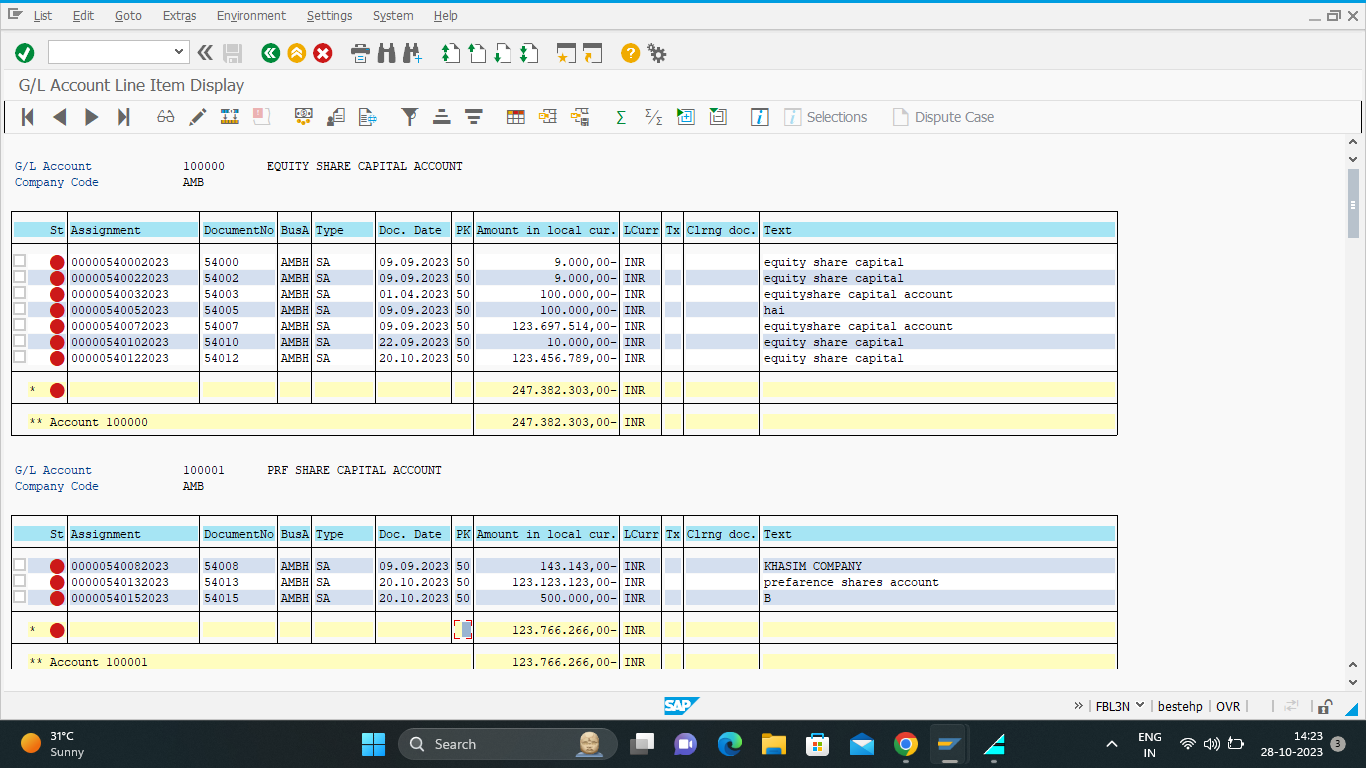 List Edit Goto Extras Environment Settings System Help
G/L Account Line Item Display
Selections Dispute Case
G/L Account 100000 EQUITY SHARE CAPITAL ACCOUNT
Company Code AMB
St Assignment DocumentNo BusA Type Doc. Date PK Amount in local cur. LCurr Tx Clrng doc. Text
00000540002023 54000 AMBH SA 09.09.2023 50 9.000,00- INR equity share capital
00000540022023 54002 AMBH SA 09.09.2023 50 9.000,00- INR equity share capital
00000540032023 54003 AMBH SA 01.04.2023 50 100.000,00- INR equityshare capital account
00000540052023 54005 AMBH SA 09.09.2023 50 100.000,00- INR hai
00000540072023 54007 AMBH SA 09.09.2023 50 123.697.514,00- INR equityshare capital account
00000540102023 54010 AMBH SA 22.09.2023 50 10.000,00- INR equity share capital
00000540122023 54012 AMBH SA 20.10.2023 50 123.456.789,00- INR equity share capital
* 247.382.303,00- INR
** Account 100000 247.382.303,00- INR
G/L Account 100001 PRF SHARE CAPITAL ACCOUNT
Company Code AMB
St Assignment DocumentNo BusA Type Doc. Date PK Amount in local cur. LCurr Tx Clrng doc. Text
00000540082023 54008 AMBH SA 09.09.2023 50 143.143,00- INR KHASIM COMPANY
00000540132023 54013 AMBH SA 20.10.2023 50 123.123.123,00- INR prefarence shares account
00000540152023 54015 AMBH SA 20.10.2023 50 500.000,00- INR B
* 123.766.266,00- INR
** Account 100001 123.766.266,00- INR
SAP FBL3N bestehp OVR
31°C
Sunny
Search
ENG
IN
14:23
28-10-2023
3